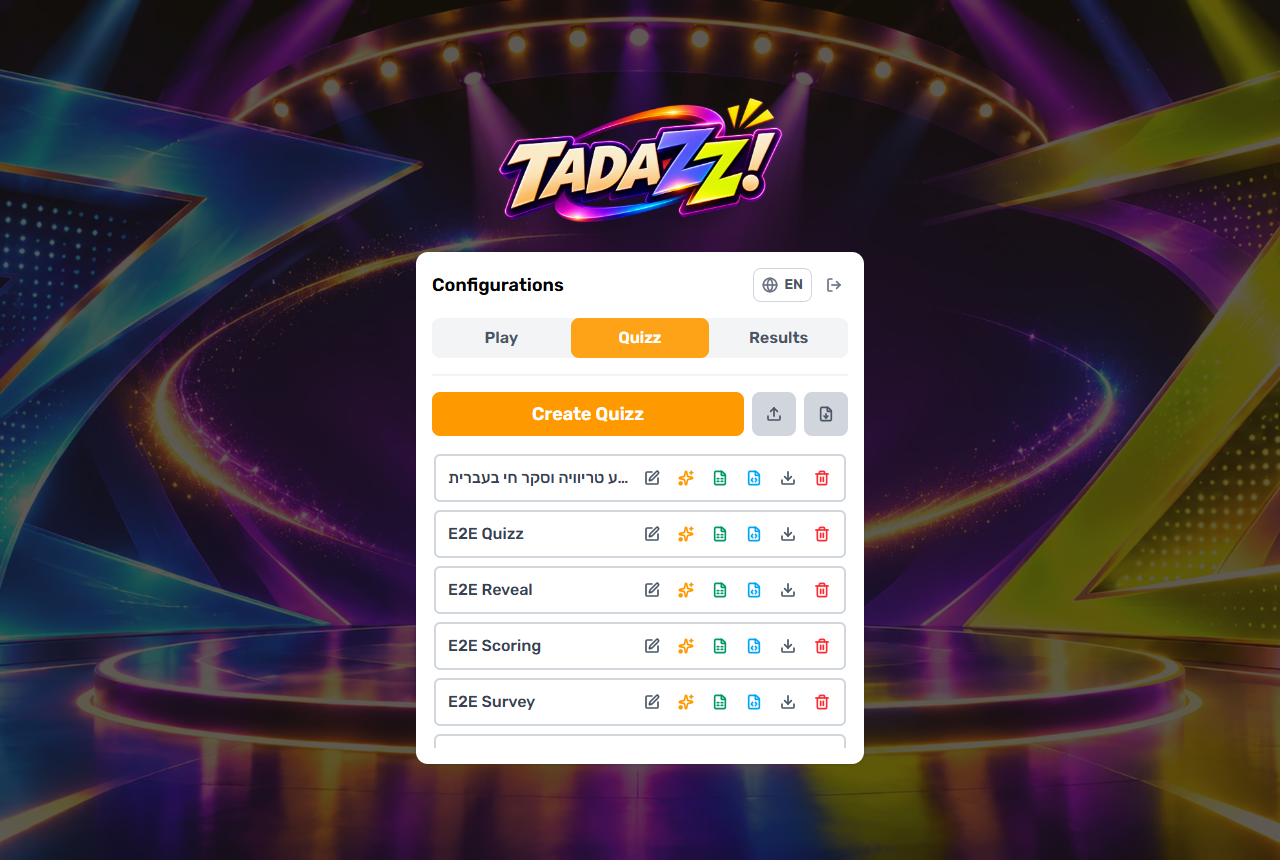 TADAZZ!
Configurations
EN
Play
Quizz
Results
Create Quizz
ע טריוויה וסקר חי בעברית...
E2E Quizz
E2E Reveal
E2E Scoring
E2E Survey